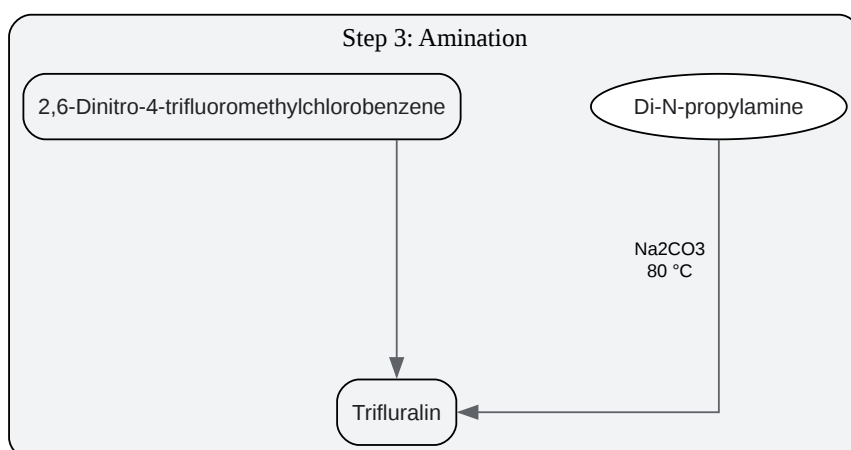 Step 3: Amination
2,6-Dinitro-4-trifluoromethylchlorobenzene
Di-N-propylamine
Na2CO3
80 °C
Trifluralin